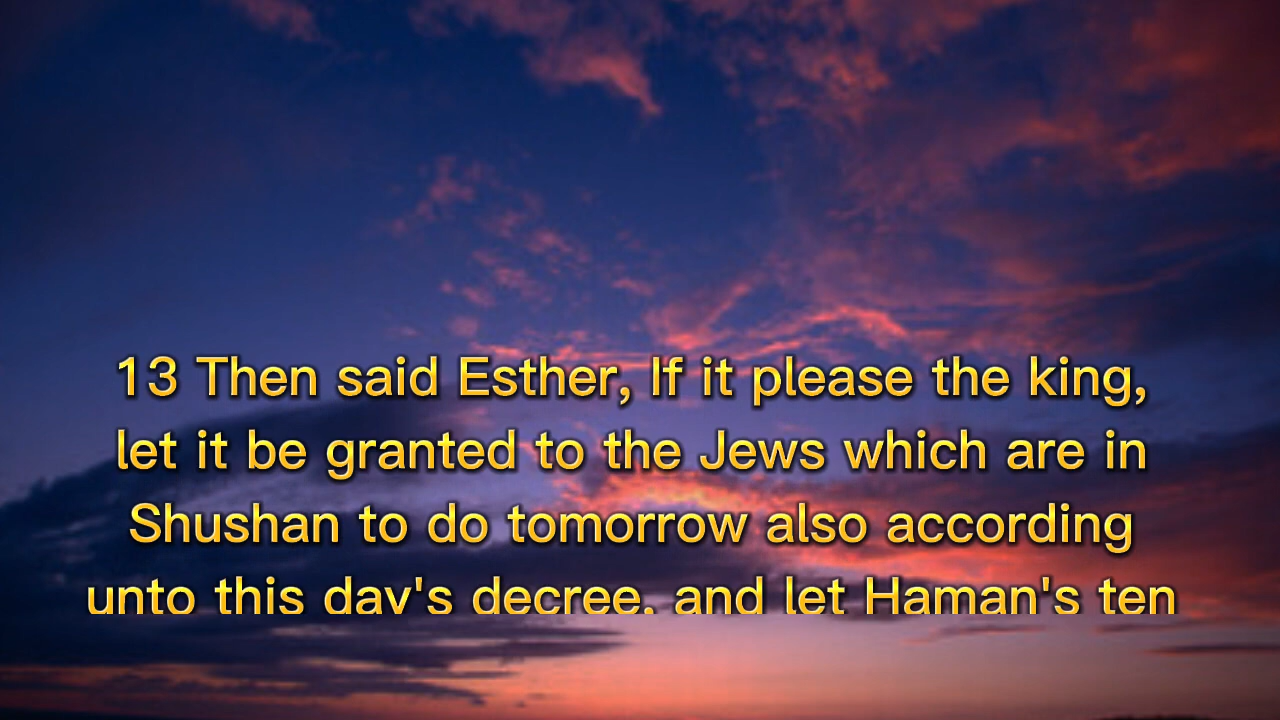 13 Then said Esther, If it please the king,
let it be granted to the Jews which are in
Shushan to do tomorrow also according
unto this day's decree, and let Haman's ten